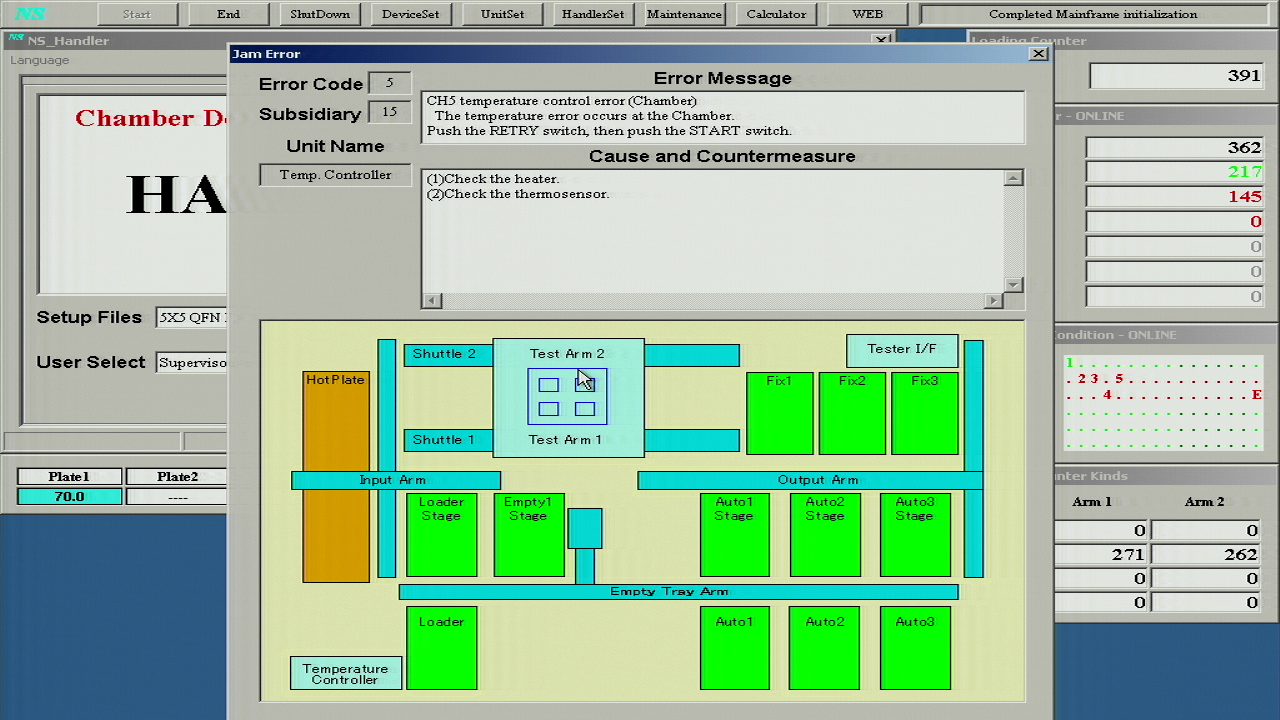 NS Start End ShutDown DeviceSet UnitSet HandlerSet Maintenance Calculator WEB Completed Mainframe initialization
NS NS_Handler
Language
Jam Error
Loading Counter
391
Error Code 5
Subsidiary 15
Unit Name
Temp. Controller
Error Message
CH5 temperature control error (Chamber)
The temperature error occurs at the Chamber.
Push the RETRY switch, then push the START switch.
Cause and Countermeasure
(1)Check the heater.
(2)Check the thermosensor.
Chamber
HA
Setup Files 5X5 QFN
User Select
Plate1 Plate2
70.0 ----
- ONLINE
362
217
145
0
0
0
0
- ONLINE
1
2 3 5
4 E
Kinds
Arm 1 Arm 2
0 0
271 262
0 0
0 0
Shuttle 2 Test Arm 2 Tester I/F
HotPlate Fix1 Fix2 Fix3
Shuttle 1 Test Arm 1
Input Arm Output Arm
Loader Stage Empty1 Stage Auto1 Stage Auto2 Stage Auto3 Stage
Empty Tray Arm
Loader Auto1 Auto2 Auto3
Temperature Controller